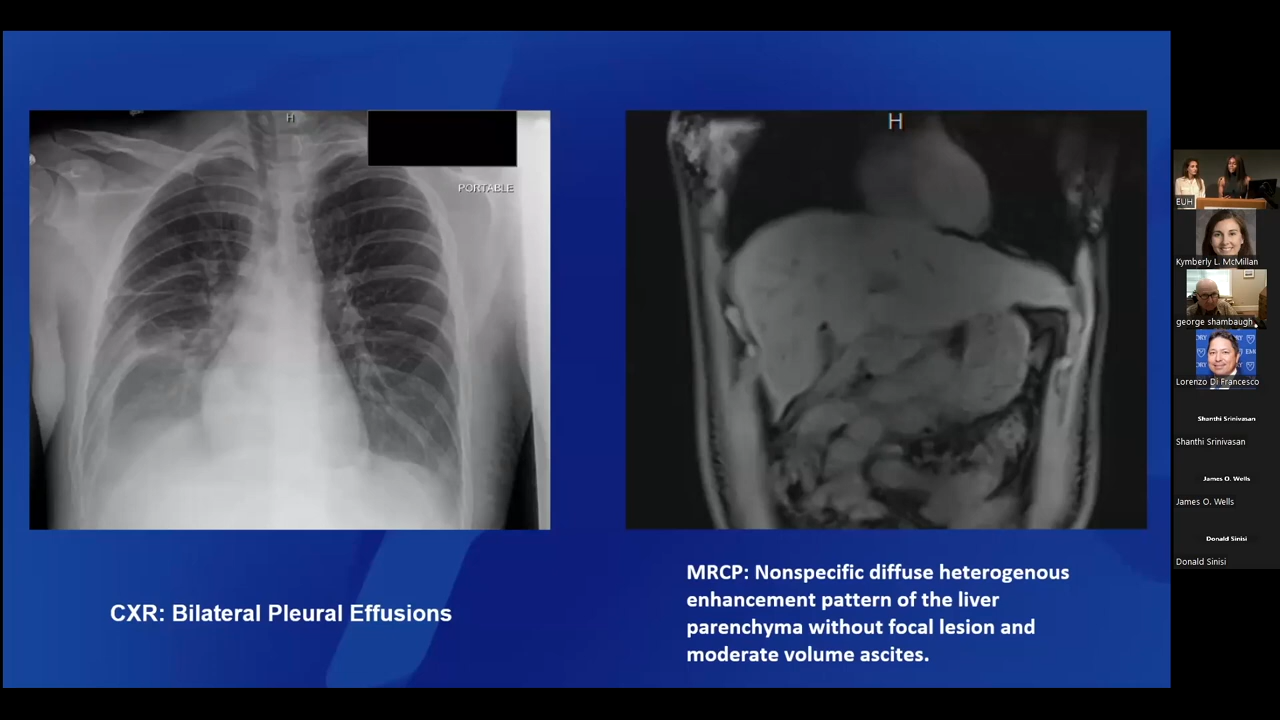 H
PORTABLE
H
CXR: Bilateral Pleural Effusions
MRCP: Nonspecific diffuse heterogenous
enhancement pattern of the liver
parenchyma without focal lesion and
moderate volume ascites.
EUH
Kymberly L. McMillan
george shambaugh
Lorenzo Di Francesco
Shanthi Srinivasan
Shanthi Srinivasan
James O. Wells
James O. Wells
Donald Sinisi
Donald Sinisi